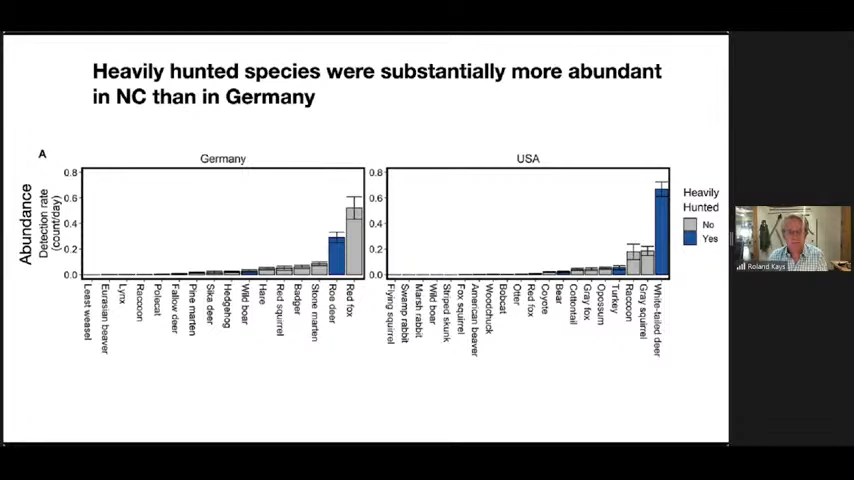 Heavily hunted species were substantially more abundant
in NC than in Germany
A
Germany
USA
Abundance
Detection rate
(count/day)
0.8
0.6
0.4
0.2
0.0
0.8
0.6
0.4
0.2
0.0
Heavily
Hunted
No
Yes
Least weasel
Eurasian beaver
Lynx
Raccoon
Polecat
Fallow deer
Pine marten
Sika deer
Hedgehog
Wild boar
Hare
Red squirrel
Badger
Stone marten
Roe deer
Red fox
Flying squirrel
Swamp rabbit
Marsh rabbit
Wild boar
Striped skunk
Fox squirrel
American beaver
Woodchuck
Bobcat
Otter
Red fox
Coyote
Bear
Cottontail
Gray fox
Opossum
Turkey
Raccoon
Gray squirrel
White-tailed deer
Roland Kays